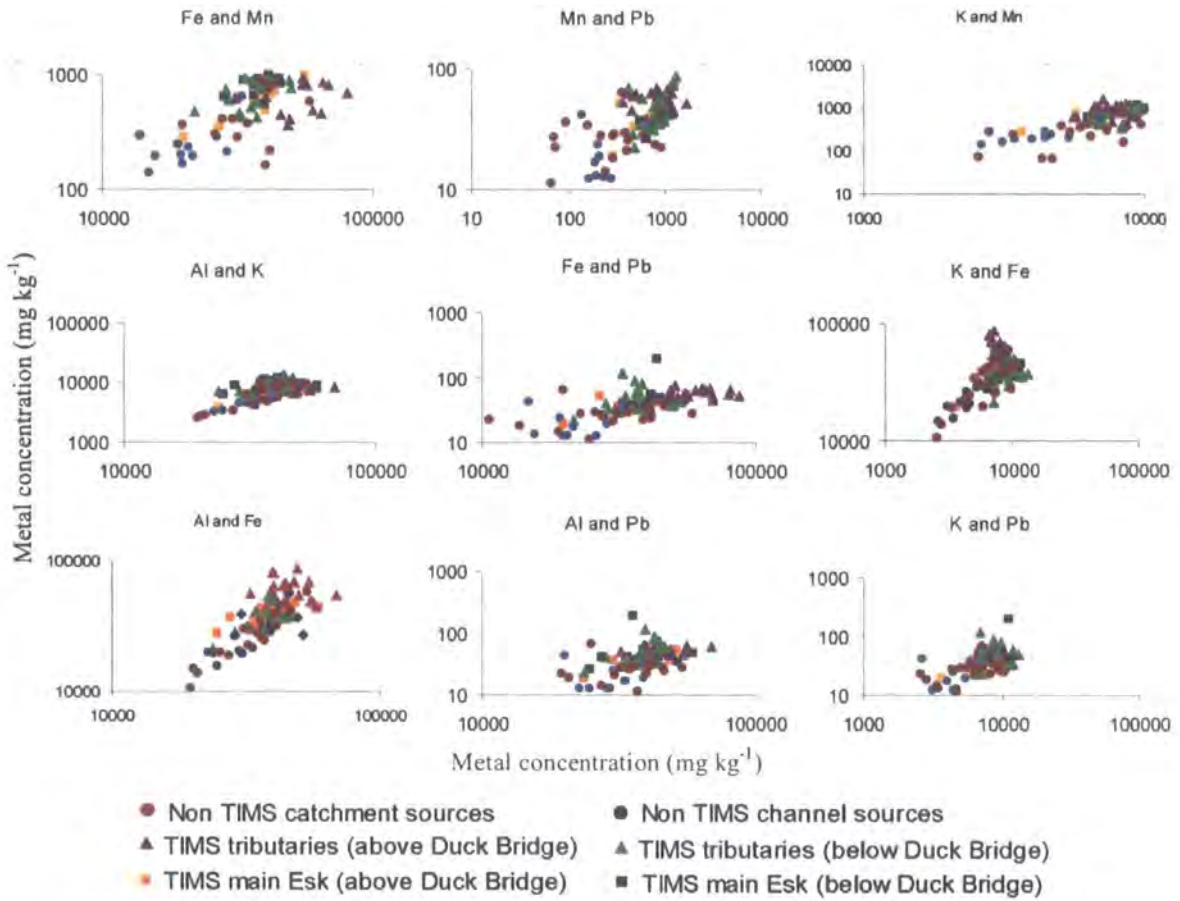 Fe and Mn
Mn and Pb
K and Mn
1000
100
10000
100000
100
10
10
100
1000
10000
10000
1000
100
10
1000
10000
Metal concentration (mg kg-1)
Al and K
Fe and Pb
K and Fe
100000
10000
1000
10000
100000
1000
100
10
10000
100000
100000
10000
1000
10000
100000
Al and Fe
Al and Pb
K and Pb
100000
10000
10000
100000
1000
100
10
10000
100000
1000
100
10
1000
10000
100000
Metal concentration (mg kg-1)
Non TIMS catchment sources
Non TIMS channel sources
TIMS tributaries (above Duck Bridge)
TIMS tributaries (below Duck Bridge)
TIMS main Esk (above Duck Bridge)
TIMS main Esk (below Duck Bridge)